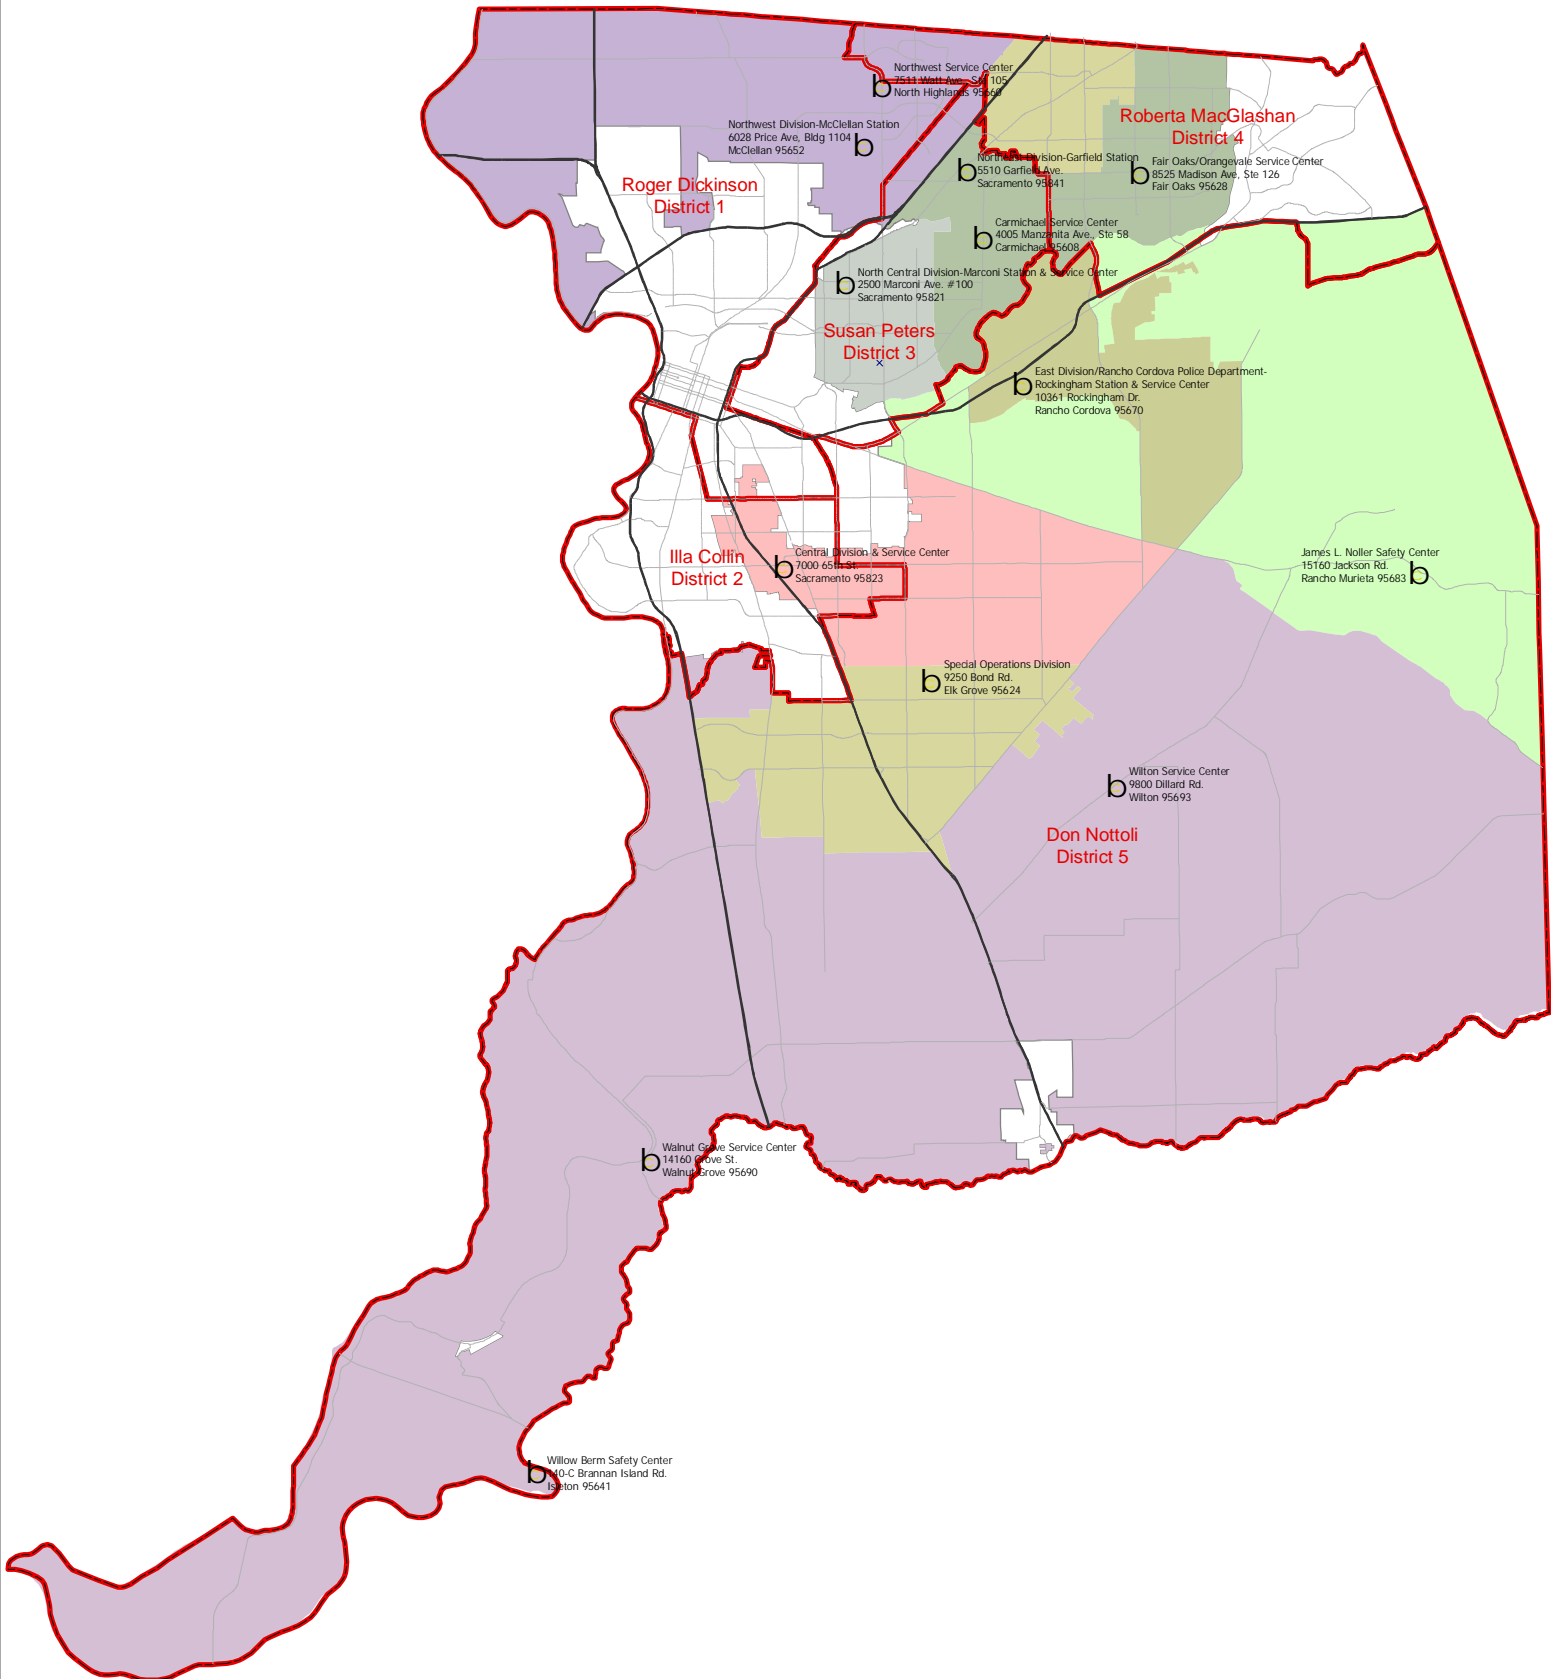 Northwest Service Center
7511 Watt Ave., Ste 105
North Highlands 95660
Northwest Division-McClellan Station
6028 Price Ave, Bldg 1104
McClellan 95652
Roberta MacGlashan
District 4
Northeast Division-Garfield Station
5510 Garfield Ave.
Sacramento 95841
Fair Oaks/Orangevale Service Center
8525 Madison Ave, Ste 126
Fair Oaks 95628
Roger Dickinson
District 1
Carmichael Service Center
4005 Manzanita Ave., Ste 58
Carmichael 95608
North Central Division-Marconi Station & Service Center
2500 Marconi Ave. #100
Sacramento 95821
Susan Peters
District 3
East Division/Rancho Cordova Police Department-
Rockingham Station & Service Center
10361 Rockingham Dr.
Rancho Cordova 95670
Illa Collin
District 2
Central Division & Service Center
7000 65th St.
Sacramento 95823
James L. Noller Safety Center
15160 Jackson Rd.
Rancho Murieta 95683
Special Operations Division
9250 Bond Rd.
Elk Grove 95624
Wilton Service Center
9800 Dillard Rd.
Wilton 95693
Don Nottoli
District 5
Walnut Grove Service Center
14160 Grove St.
Walnut Grove 95690
Willow Berm Safety Center
140-C Brannan Island Rd.
Isleton 95641